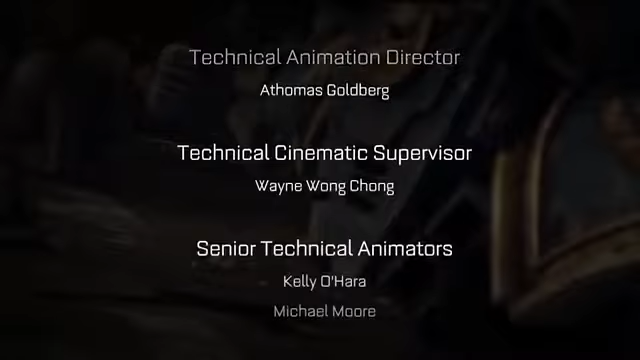 Technical Animation Director
Athomas Goldberg
Technical Cinematic Supervisor
Wayne Wong Chong
Senior Technical Animators
Kelly O'Hara
Michael Moore